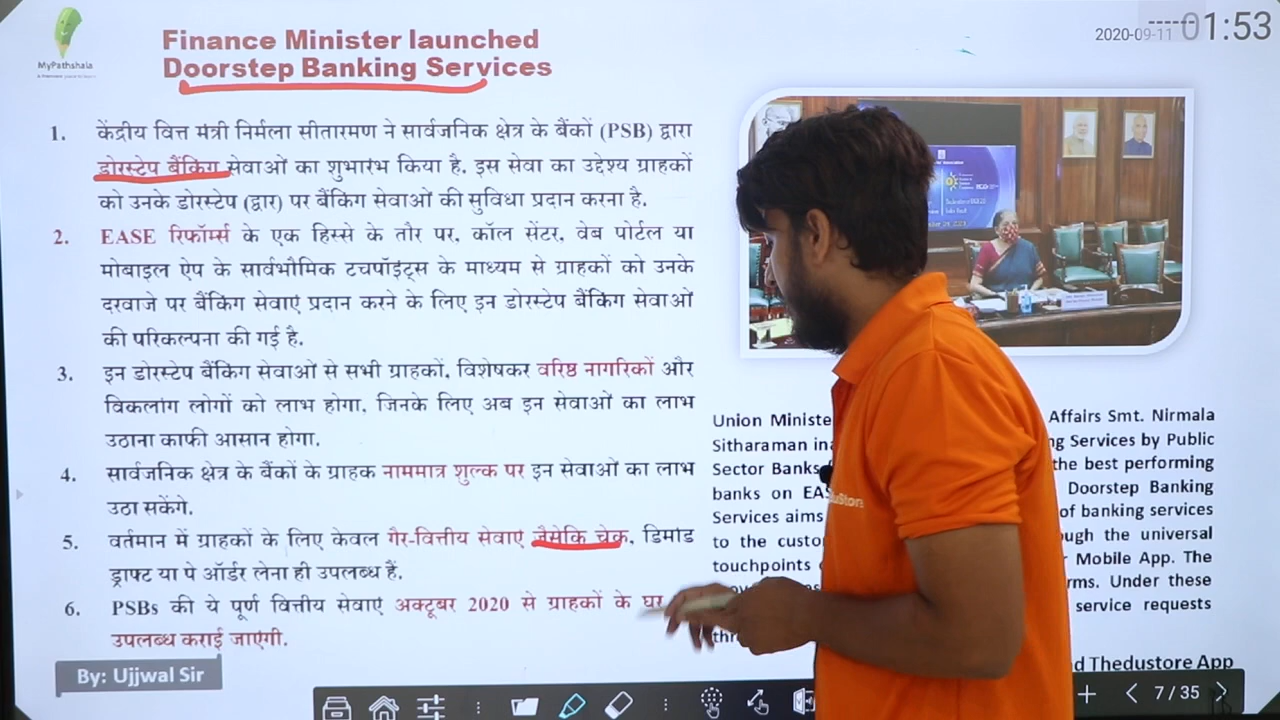 MyPathshala
Finance Minister launched
Doorstep Banking Services
2020-09-11 01:53
1. केंद्रीय वित्त मंत्री निर्मला सीतारमण ने सार्वजनिक क्षेत्र के बैंकों (PSB) द्वारा
डोरस्टेप बैंकिंग सेवाओं का शुभारंभ किया है. इस सेवा का उद्देश्य ग्राहकों
को उनके डोरस्टेप (द्वार) पर बैंकिंग सेवाओं की सुविधा प्रदान करना है.
2. EASE रिफॉर्म्स के एक हिस्से के तौर पर, कॉल सेंटर, वेब पोर्टल या
मोबाइल ऐप के सार्वभौमिक टचपॉइंट्स के माध्यम से ग्राहकों को उनके
दरवाजे पर बैंकिंग सेवाएं प्रदान करने के लिए इन डोरस्टेप बैंकिंग सेवाओं
की परिकल्पना की गई है.
3. इन डोरस्टेप बैंकिंग सेवाओं से सभी ग्राहकों, विशेषकर वरिष्ठ नागरिकों और
विकलांग लोगों को लाभ होगा, जिनके लिए अब इन सेवाओं का लाभ
उठाना काफी आसान होगा.
4. सार्वजनिक क्षेत्र के बैंकों के ग्राहक नाममात्र शुल्क पर इन सेवाओं का लाभ
उठा सकेंगे.
5. वर्तमान में ग्राहकों के लिए केवल गैर-वित्तीय सेवाएं जैसेकि चेक, डिमांड
ड्राफ्ट या पे ऑर्डर लेना ही उपलब्ध है.
6. PSBs की ये पूर्ण वित्तीय सेवाएं अक्टूबर 2020 से ग्राहकों के घर
उपलब्ध कराई जाएंगी.
By: Ujjwal Sir
Union Ministe Affairs Smt. Nirmala
Sitharaman ina ng Services by Public
Sector Banks the best performing
banks on EAS Doorstep Banking
Services aims of banking services
to the custo ough the universal
touchpoints Mobile App. The
rms. Under these
service requests
thr
d Thedustore App
7 / 35